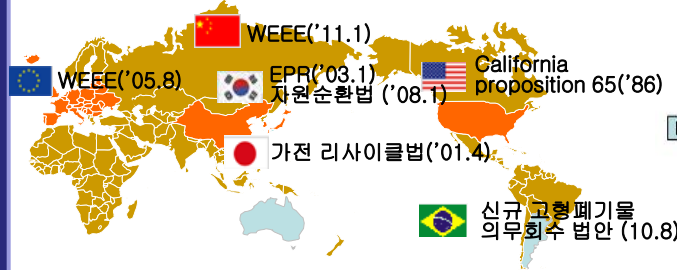 WEEE('11.1)
WEEE('05.8)
EPR('03.1)
자원순환법 ('08.1)
California
proposition 65('86)
가전 리사이클법('01.4)
신규 고형폐기물
의무회수 법안 (10.8)